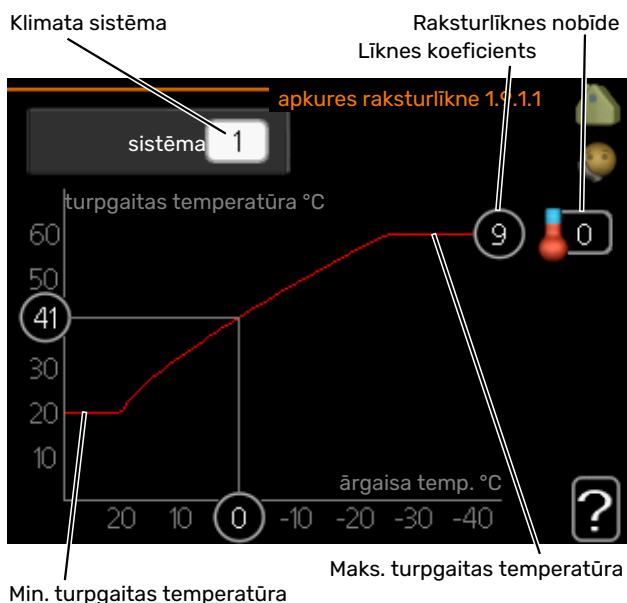 Klimata sistēma
Raksturlīknes nobīde
Līknes koeficients
apkures raksturlīkne 1.9.1.1
sistēma 1
turpgaitas temperatūra °C
60
9
0
50
41
30
20
10
ārgaisa temp. °C
20 10 0 -10 -20 -30 -40
?
Maks. turpgaitas temperatūra
Min. turpgaitas temperatūra